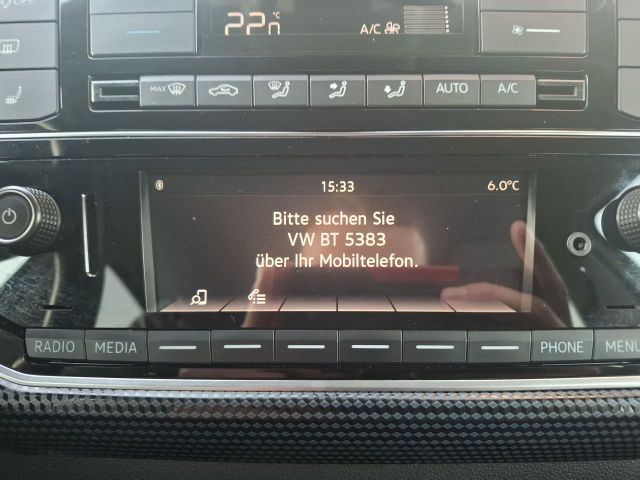 22 °C A/C
MAX AUTO A/C
15:33 6.0°C
Bitte suchen Sie
VW BT 5383
über Ihr Mobiltelefon.
RADIO MEDIA PHONE MENU